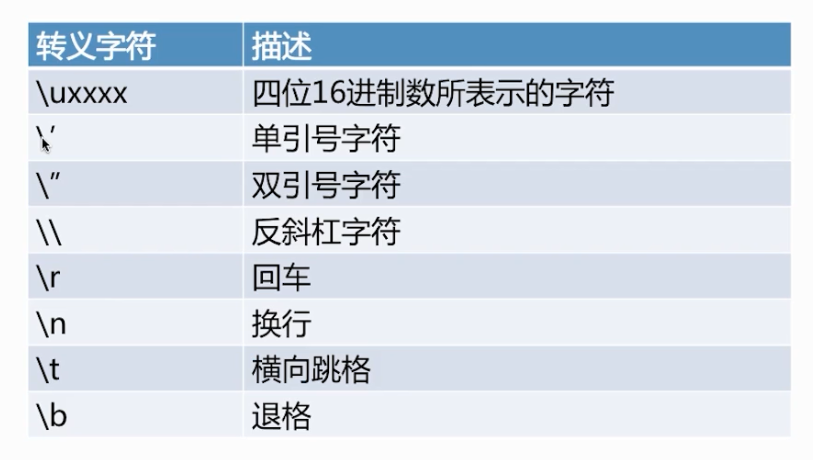 转义字符 描述
\uxxxx 四位16进制数所表示的字符
\′ 单引号字符
\″ 双引号字符
\\ 反斜杠字符
\r 回车
\n 换行
\t 横向跳格
\b 退格